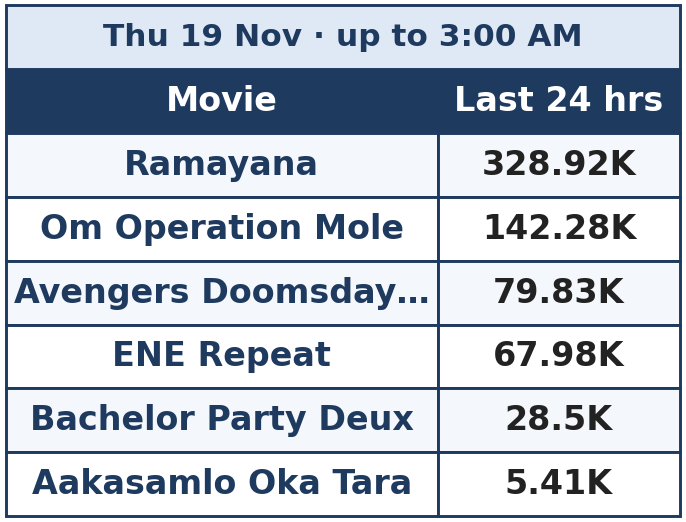 Thu 19 Nov · up to 3:00 AM
Movie Last 24 hrs
Ramayana 328.92K
Om Operation Mole 142.28K
Avengers Doomsday... 79.83K
ENE Repeat 67.98K
Bachelor Party Deux 28.5K
Aakasamlo Oka Tara 5.41K